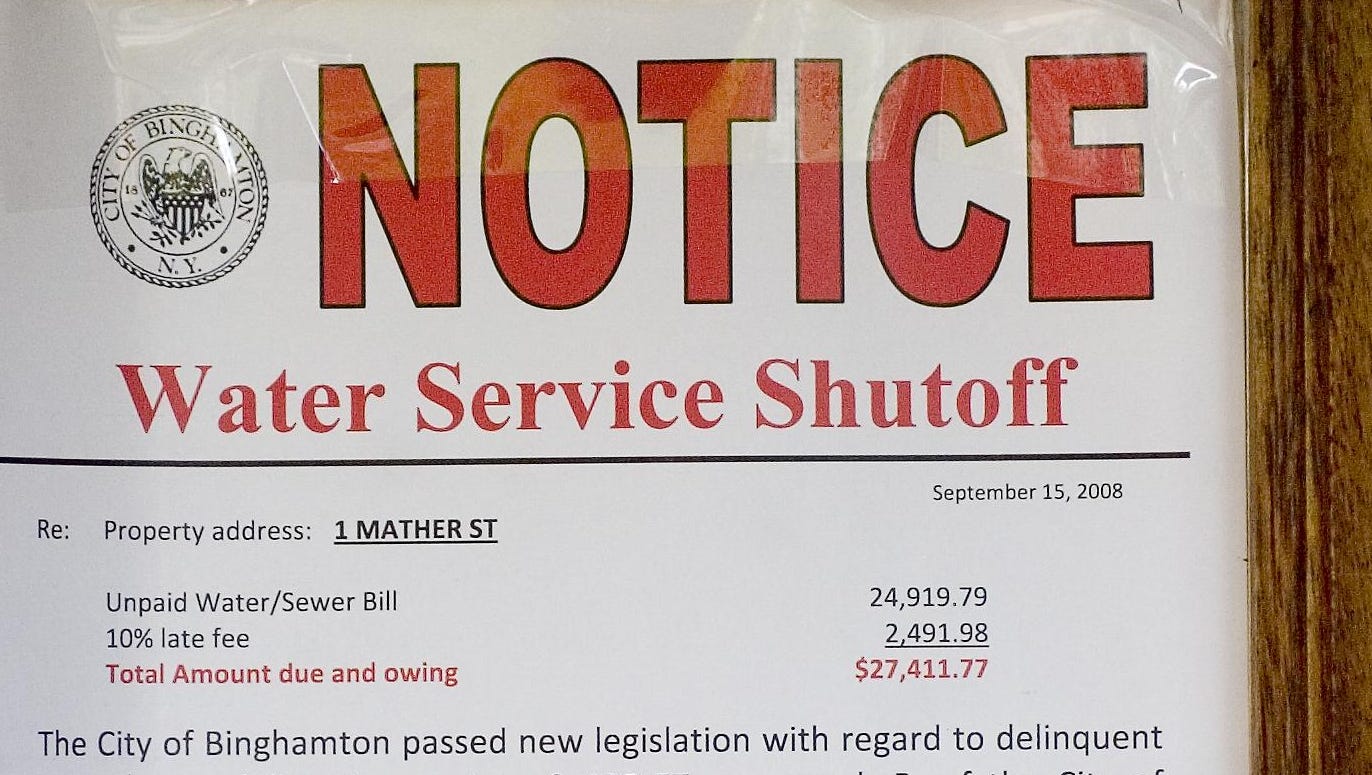 NOTICE
CITY OF BINGHAMTON
18 67
N.Y.
Water Service Shutoff
September 15, 2008
Re: Property address: 1 MATHER ST
Unpaid Water/Sewer Bill 24,919.79
10% late fee 2,491.98
Total Amount due and owing $27,411.77
The City of Binghamton passed new legislation with regard to delinquent